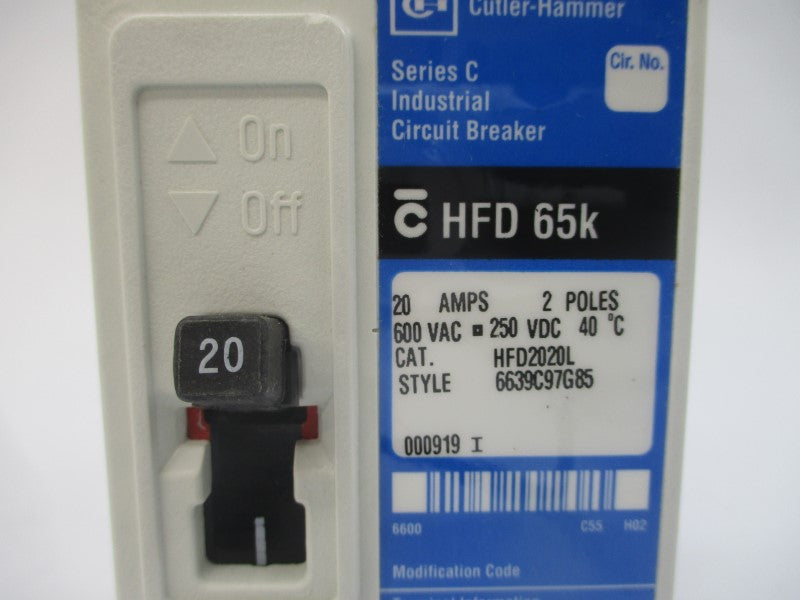 Cutler-Hammer
Series C
Industrial
Circuit Breaker
Cir. No.
On
Off
C HFD 65k
20 AMPS 2 POLES
600 VAC 250 VDC 40 °C
CAT. HFD2020L
STYLE 6639C97G85
000919 I
20
6600 C55 H02
Modification Code